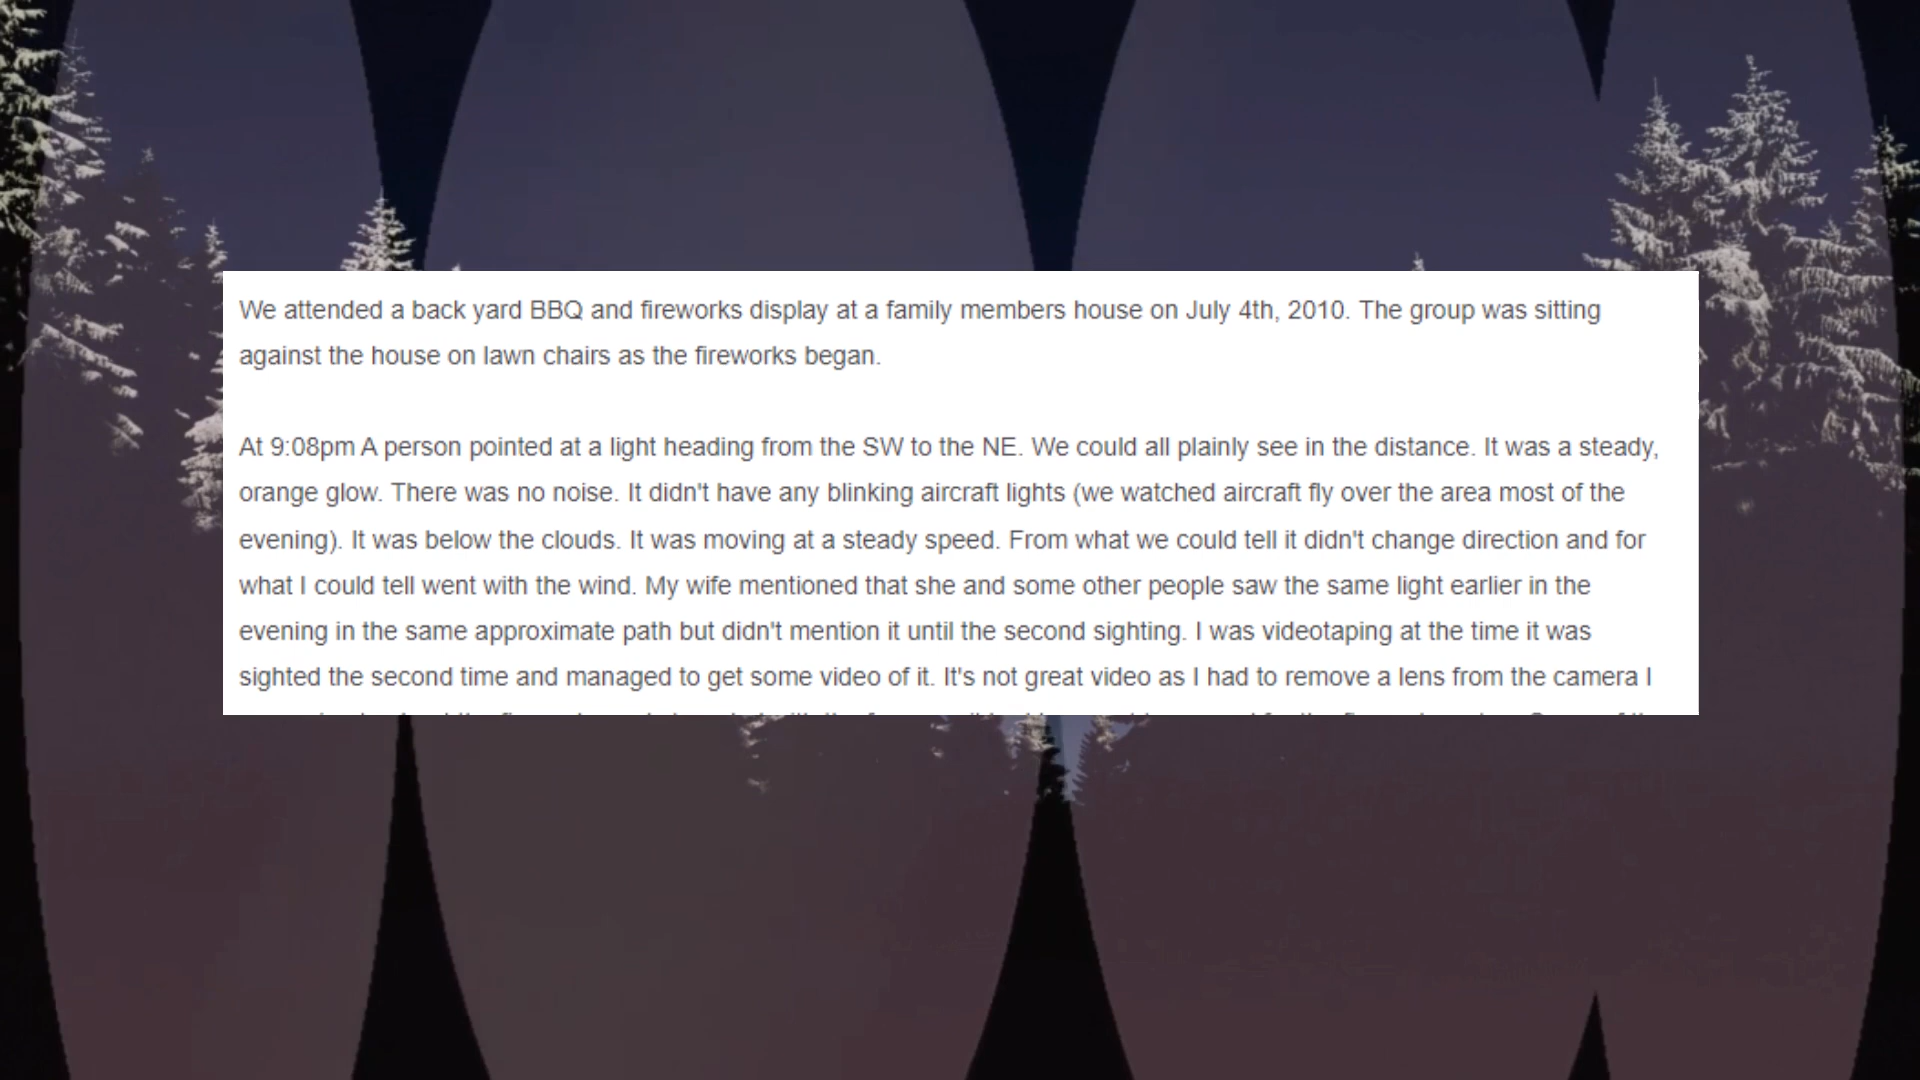 We attended a back yard BBQ and fireworks display at a family members house on July 4th, 2010. The group was sitting
against the house on lawn chairs as the fireworks began.
At 9:08pm A person pointed at a light heading from the SW to the NE. We could all plainly see in the distance. It was a steady,
orange glow. There was no noise. It didn't have any blinking aircraft lights (we watched aircraft fly over the area most of the
evening). It was below the clouds. It was moving at a steady speed. From what we could tell it didn't change direction and for
what I could tell went with the wind. My wife mentioned that she and some other people saw the same light earlier in the
evening in the same approximate path but didn't mention it until the second sighting. I was videotaping at the time it was
sighted the second time and managed to get some video of it. It's not great video as I had to remove a lens from the camera I